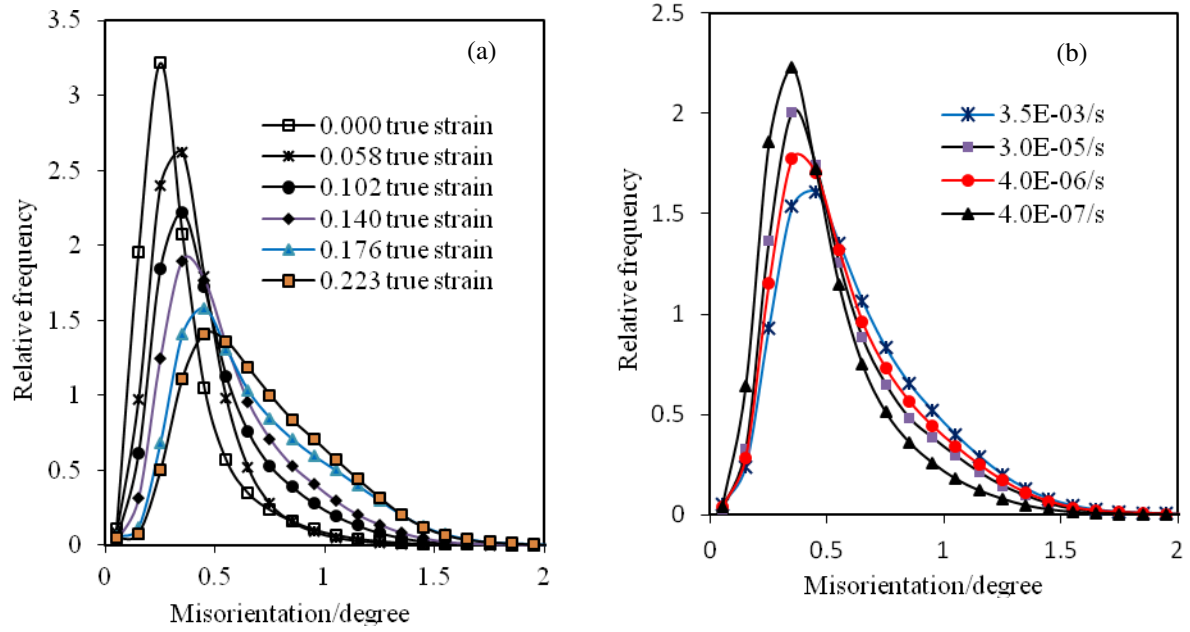 (a)
3.5
3
2.5
2
1.5
1
0.5
0
Relative frequency
0.000 true strain
0.058 true strain
0.102 true strain
0.140 true strain
0.176 true strain
0.223 true strain
0 0.5 1 1.5 2
Misorientation/degree
(b)
2.5
2
1.5
1
0.5
0
Relative frequency
3.5E-03/s
3.0E-05/s
4.0E-06/s
4.0E-07/s
0 0.5 1 1.5 2
Misorientation/degree